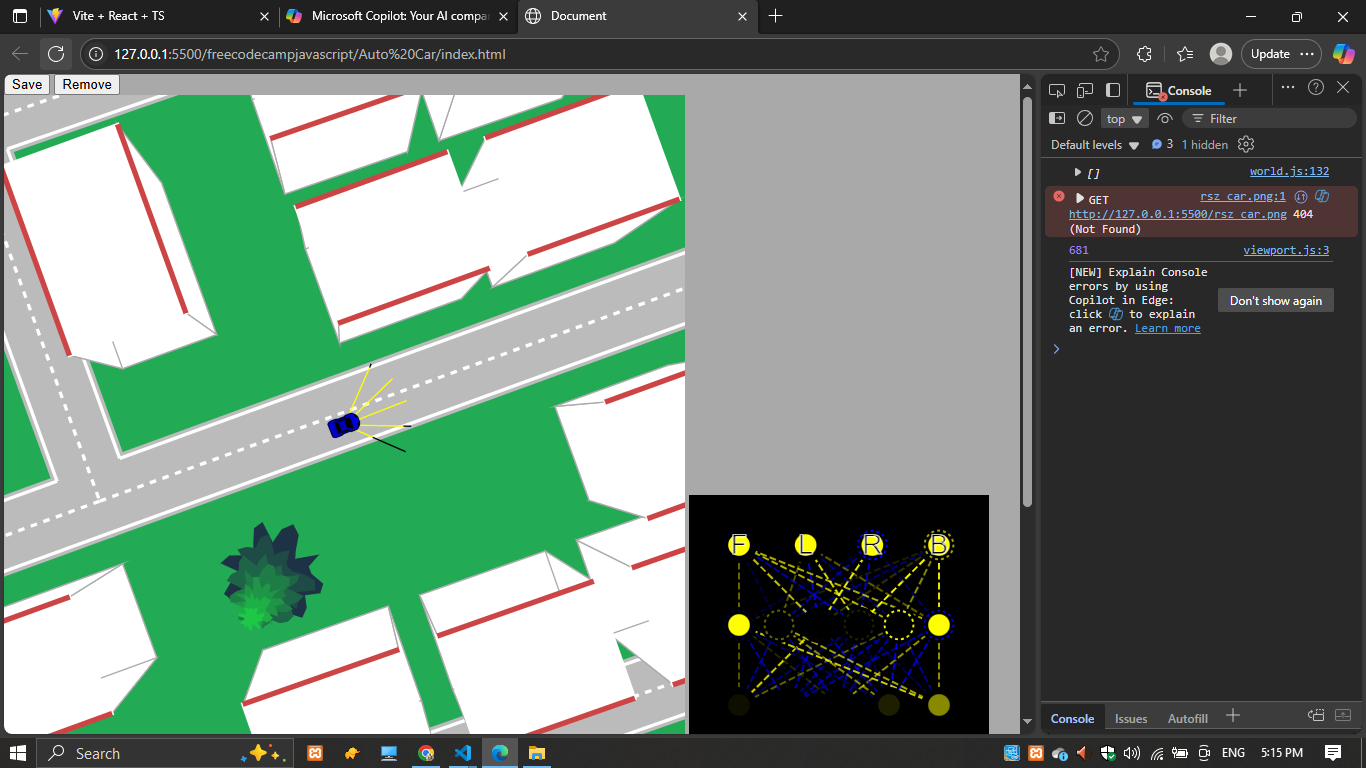 Vite + React + TS
Microsoft Copilot: Your AI compa
Document
127.0.0.1:5500/freecodecampjavascript/Auto%20Car/index.html
Update
Save
Remove
Console
top
Filter
Default levels
3
1 hidden
[]
world.js:132
GET
rsz_car.png:1
http://127.0.0.1:5500/rsz_car.png 404
(Not Found)
681
viewport.js:3
[NEW] Explain Console
errors by using
Copilot in Edge:
click
to explain
an error. Learn more
Don't show again
F
L
R
B
Console
Issues
Autofill
Search
ENG
5:15 PM